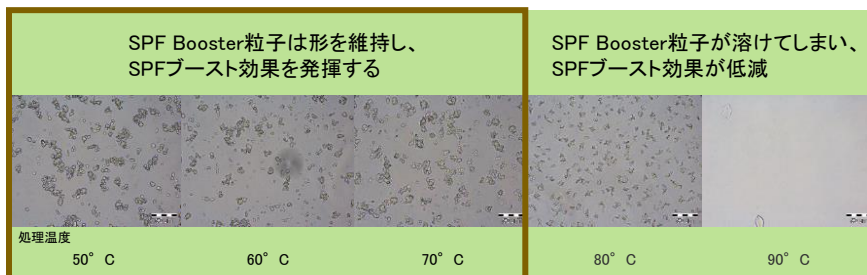 SPF Booster粒子は形を維持し、
SPFブースト効果を発揮する
SPF Booster粒子が溶けてしまい、
SPFブースト効果が低減
処理温度
50°C
60°C
70°C
80°C
90°C